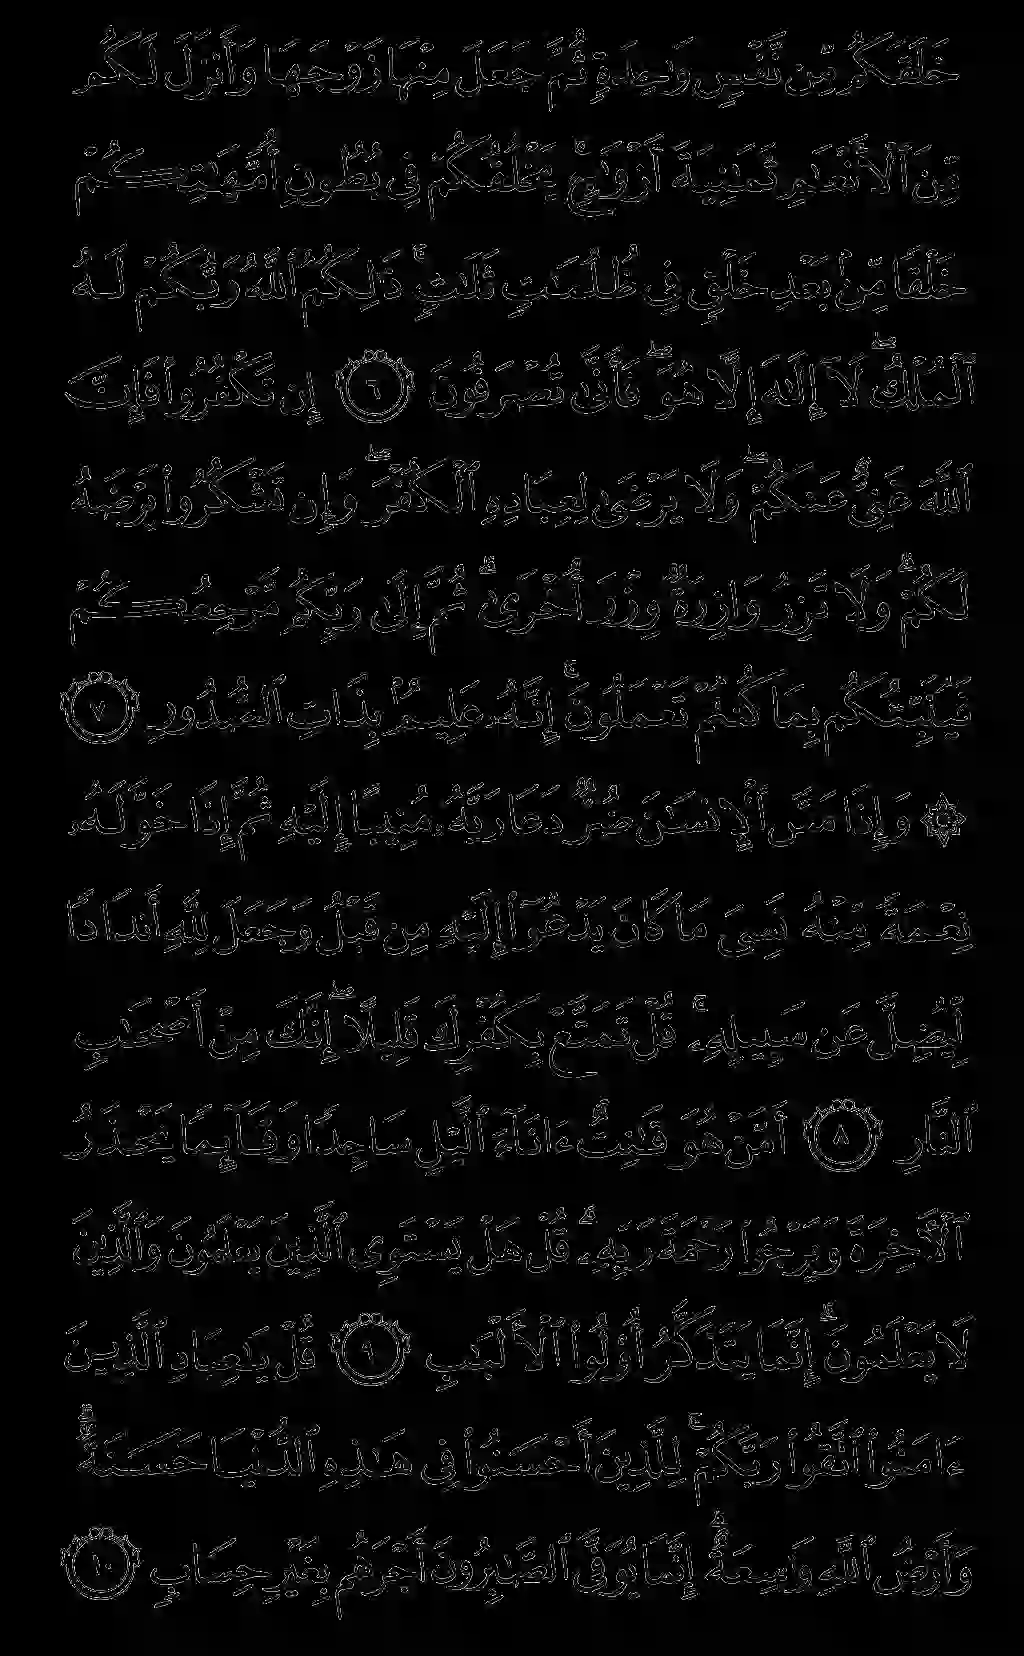 خَلَقَكُم مِّن نَّفْسٍ وَٰحِدَةٍ ثُمَّ جَعَلَ مِنْهَا زَوْجَهَا وَأَنزَلَ لَكُم
مِّنَ ٱلْأَنْعَٰمِ ثَمَٰنِيَةَ أَزْوَٰجٍ ۚ يَخْلُقُكُمْ فِى بُطُونِ أُمَّهَٰتِكُمْ
خَلْقًا مِّنۢ بَعْدِ خَلْقٍ فِى ظُلُمَٰتٍ ثَلَٰثٍ ۚ ذَٰلِكُمُ ٱللَّهُ رَبُّكُمْ لَهُ
ٱلْمُلْكُ ۖ لَآ إِلَٰهَ إِلَّا هُوَ ۖ فَأَنَّىٰ تُصْرَفُونَ ٦ إِن تَكْفُرُوا۟ فَإِنَّ
ٱللَّهَ غَنِىٌّ عَنكُمْ ۖ وَلَا يَرْضَىٰ لِعِبَادِهِ ٱلْكُفْرَ ۖ وَإِن تَشْكُرُوا۟ يَرْضَهُ
لَكُمْ ۗ وَلَا تَزِرُ وَازِرَةٌ وِزْرَ أُخْرَىٰ ۗ ثُمَّ إِلَىٰ رَبِّكُم مَّرْجِعُكُمْ
فَيُنَبِّئُكُم بِمَا كُنتُمْ تَعْمَلُونَ ۚ إِنَّهُۥ عَلِيمٌۢ بِذَاتِ ٱلصُّدُورِ ٧
۞ وَإِذَا مَسَّ ٱلْإِنسَٰنَ ضُرٌّ دَعَا رَبَّهُۥ مُنِيبًا إِلَيْهِ ثُمَّ إِذَا خَوَّلَهُۥ
نِعْمَةً مِّنْهُ نَسِىَ مَا كَانَ يَدْعُوٓا۟ إِلَيْهِ مِن قَبْلُ وَجَعَلَ لِلَّهِ أَندَادًا
لِّيُضِلَّ عَن سَبِيلِهِۦ ۚ قُلْ تَمَتَّعْ بِكُفْرِكَ قَلِيلًا ۖ إِنَّكَ مِنْ أَصْحَٰبِ
ٱلنَّارِ ٨ أَمَّنْ هُوَ قَٰنِتٌ ءَانَآءَ ٱلَّيْلِ سَاجِدًا وَقَآئِمًا يَحْذَرُ
ٱلْءَاخِرَةَ وَيَرْجُوا۟ رَحْمَةَ رَبِّهِۦ ۗ قُلْ هَلْ يَسْتَوِى ٱلَّذِينَ يَعْلَمُونَ وَٱلَّذِينَ
لَا يَعْلَمُونَ ۗ إِنَّمَا يَتَذَكَّرُ أُو۟لُوا۟ ٱلْأَلْبَٰبِ ٩ قُلْ يَٰعِبَادِ ٱلَّذِينَ
ءَامَنُوا۟ ٱتَّقُوا۟ رَبَّكُمْ ۚ لِلَّذِينَ أَحْسَنُوا۟ فِى هَٰذِهِ ٱلدُّنْيَا حَسَنَةٌ ۗ
وَأَرْضُ ٱللَّهِ وَٰسِعَةٌ ۗ إِنَّمَا يُوَفَّى ٱلصَّٰبِرُونَ أَجْرَهُم بِغَيْرِ حِسَابٍ ١٠